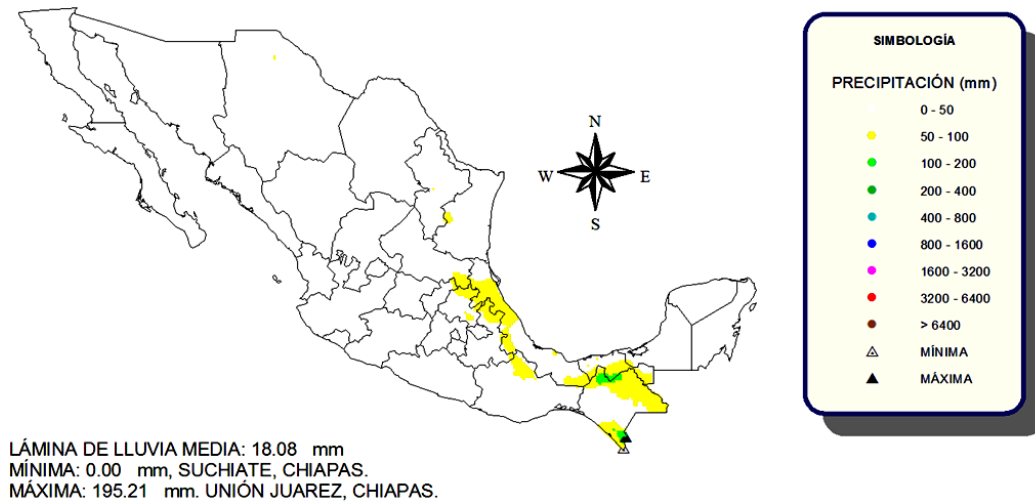 N
W
E
S
SIMBOLOGÍA
PRECIPITACIÓN (mm)
0 - 50
50 - 100
100 - 200
200 - 400
400 - 800
800 - 1600
1600 - 3200
3200 - 6400
> 6400
MÍNIMA
MÁXIMA
LÁMINA DE LLUVIA MEDIA: 18.08 mm
MÍNIMA: 0.00 mm, SUCHIATE, CHIAPAS.
MÁXIMA: 195.21 mm. UNIÓN JUAREZ, CHIAPAS.